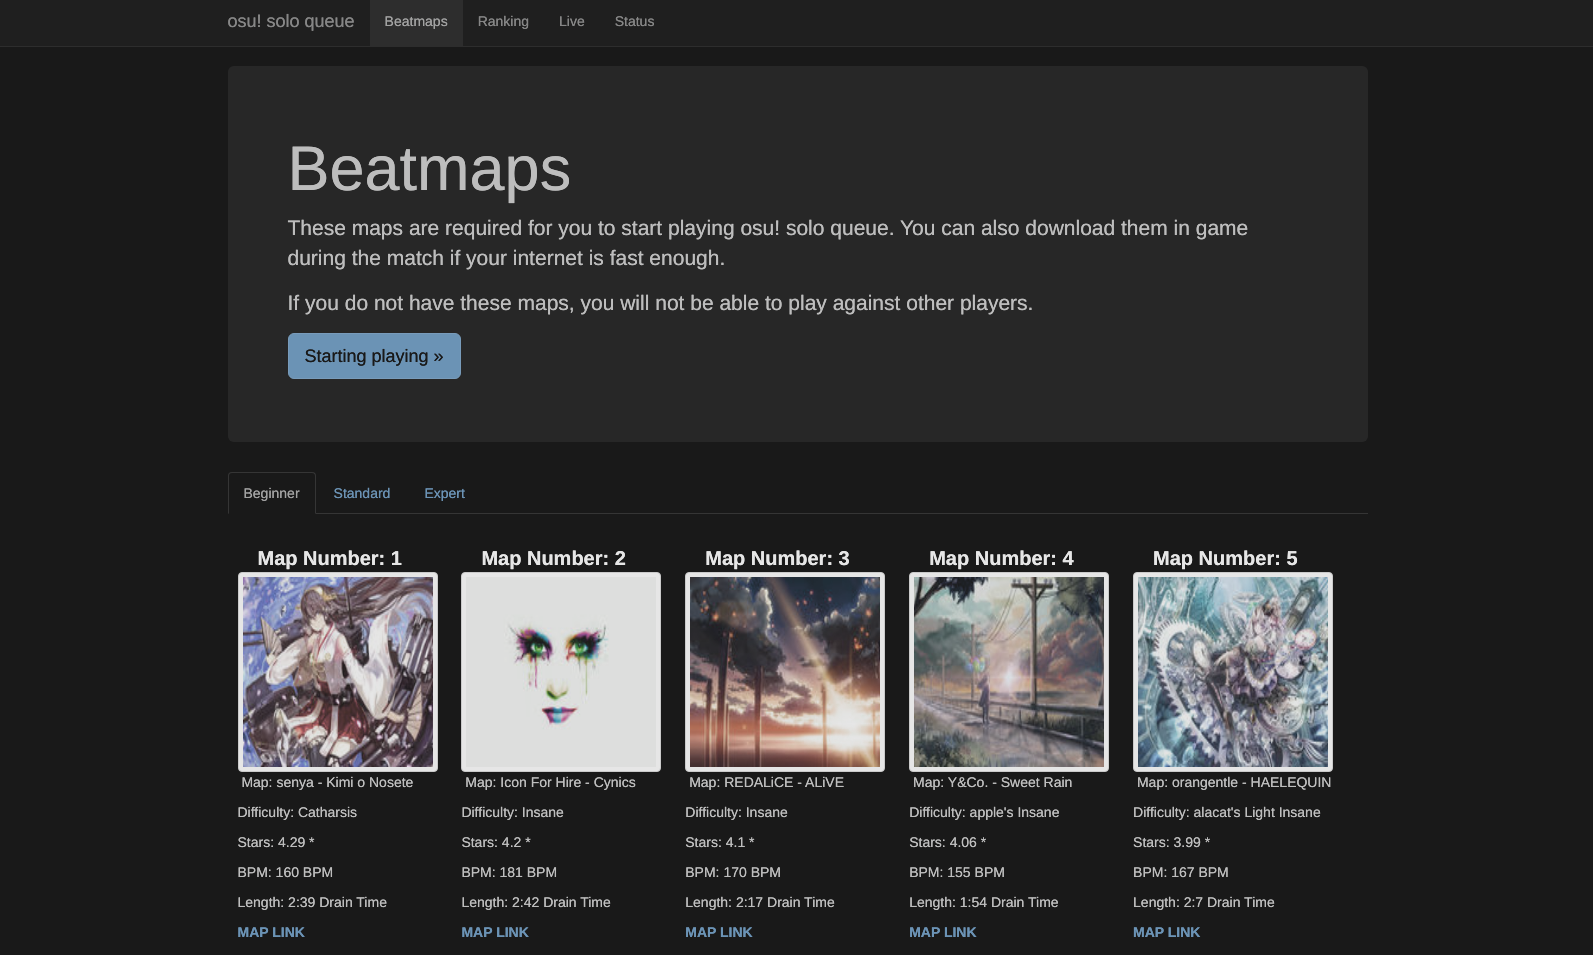 osu! solo queue Beatmaps Ranking Live Status
Beatmaps
These maps are required for you to start playing osu! solo queue. You can also download them in game
during the match if your internet is fast enough.
If you do not have these maps, you will not be able to play against other players.
Starting playing »
Beginner Standard Expert
Map Number: 1
Map: senya - Kimi o Nosete
Difficulty: Catharsis
Stars: 4.29 *
BPM: 160 BPM
Length: 2:39 Drain Time
MAP LINK
Map Number: 2
Map: Icon For Hire - Cynics
Difficulty: Insane
Stars: 4.2 *
BPM: 181 BPM
Length: 2:42 Drain Time
MAP LINK
Map Number: 3
Map: REDALiCE - ALiVE
Difficulty: Insane
Stars: 4.1 *
BPM: 170 BPM
Length: 2:17 Drain Time
MAP LINK
Map Number: 4
Map: Y&Co. - Sweet Rain
Difficulty: apple's Insane
Stars: 4.06 *
BPM: 155 BPM
Length: 1:54 Drain Time
MAP LINK
Map Number: 5
Map: orangentle - HAELEQUIN
Difficulty: alacat's Light Insane
Stars: 3.99 *
BPM: 167 BPM
Length: 2:7 Drain Time
MAP LINK